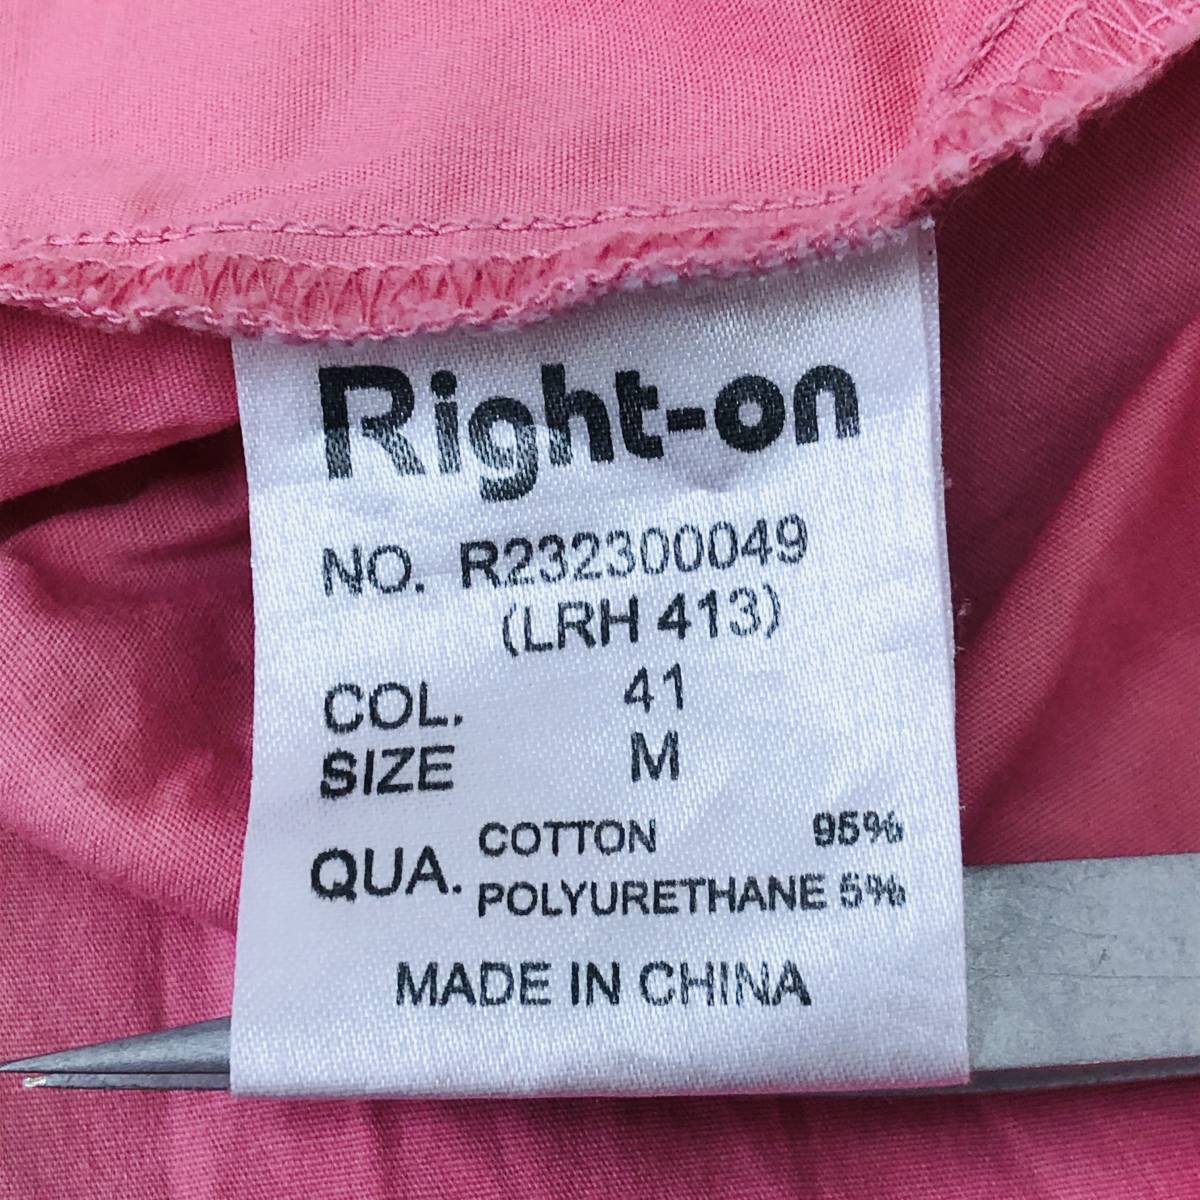 Right-on
NO. R232300049
(LRH 413)
COL. 41
SIZE M
QUA. COTTON 95%
POLYURETHANE 5%
MADE IN CHINA